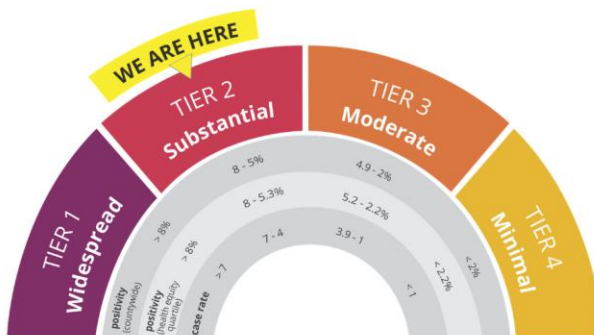 WE ARE HERE
TIER 1
Widespread
TIER 2
Substantial
TIER 3
Moderate
TIER 4
Minimal
positivity
(countywide)
> 8%
8 - 5%
4.9 - 2%
< 2%
positivity
(health equity
quartile)
> 8%
8 - 5.3%
5.2 - 2.2%
< 2.2%
case rate
> 7
7 - 4
3.9 - 1
< 1